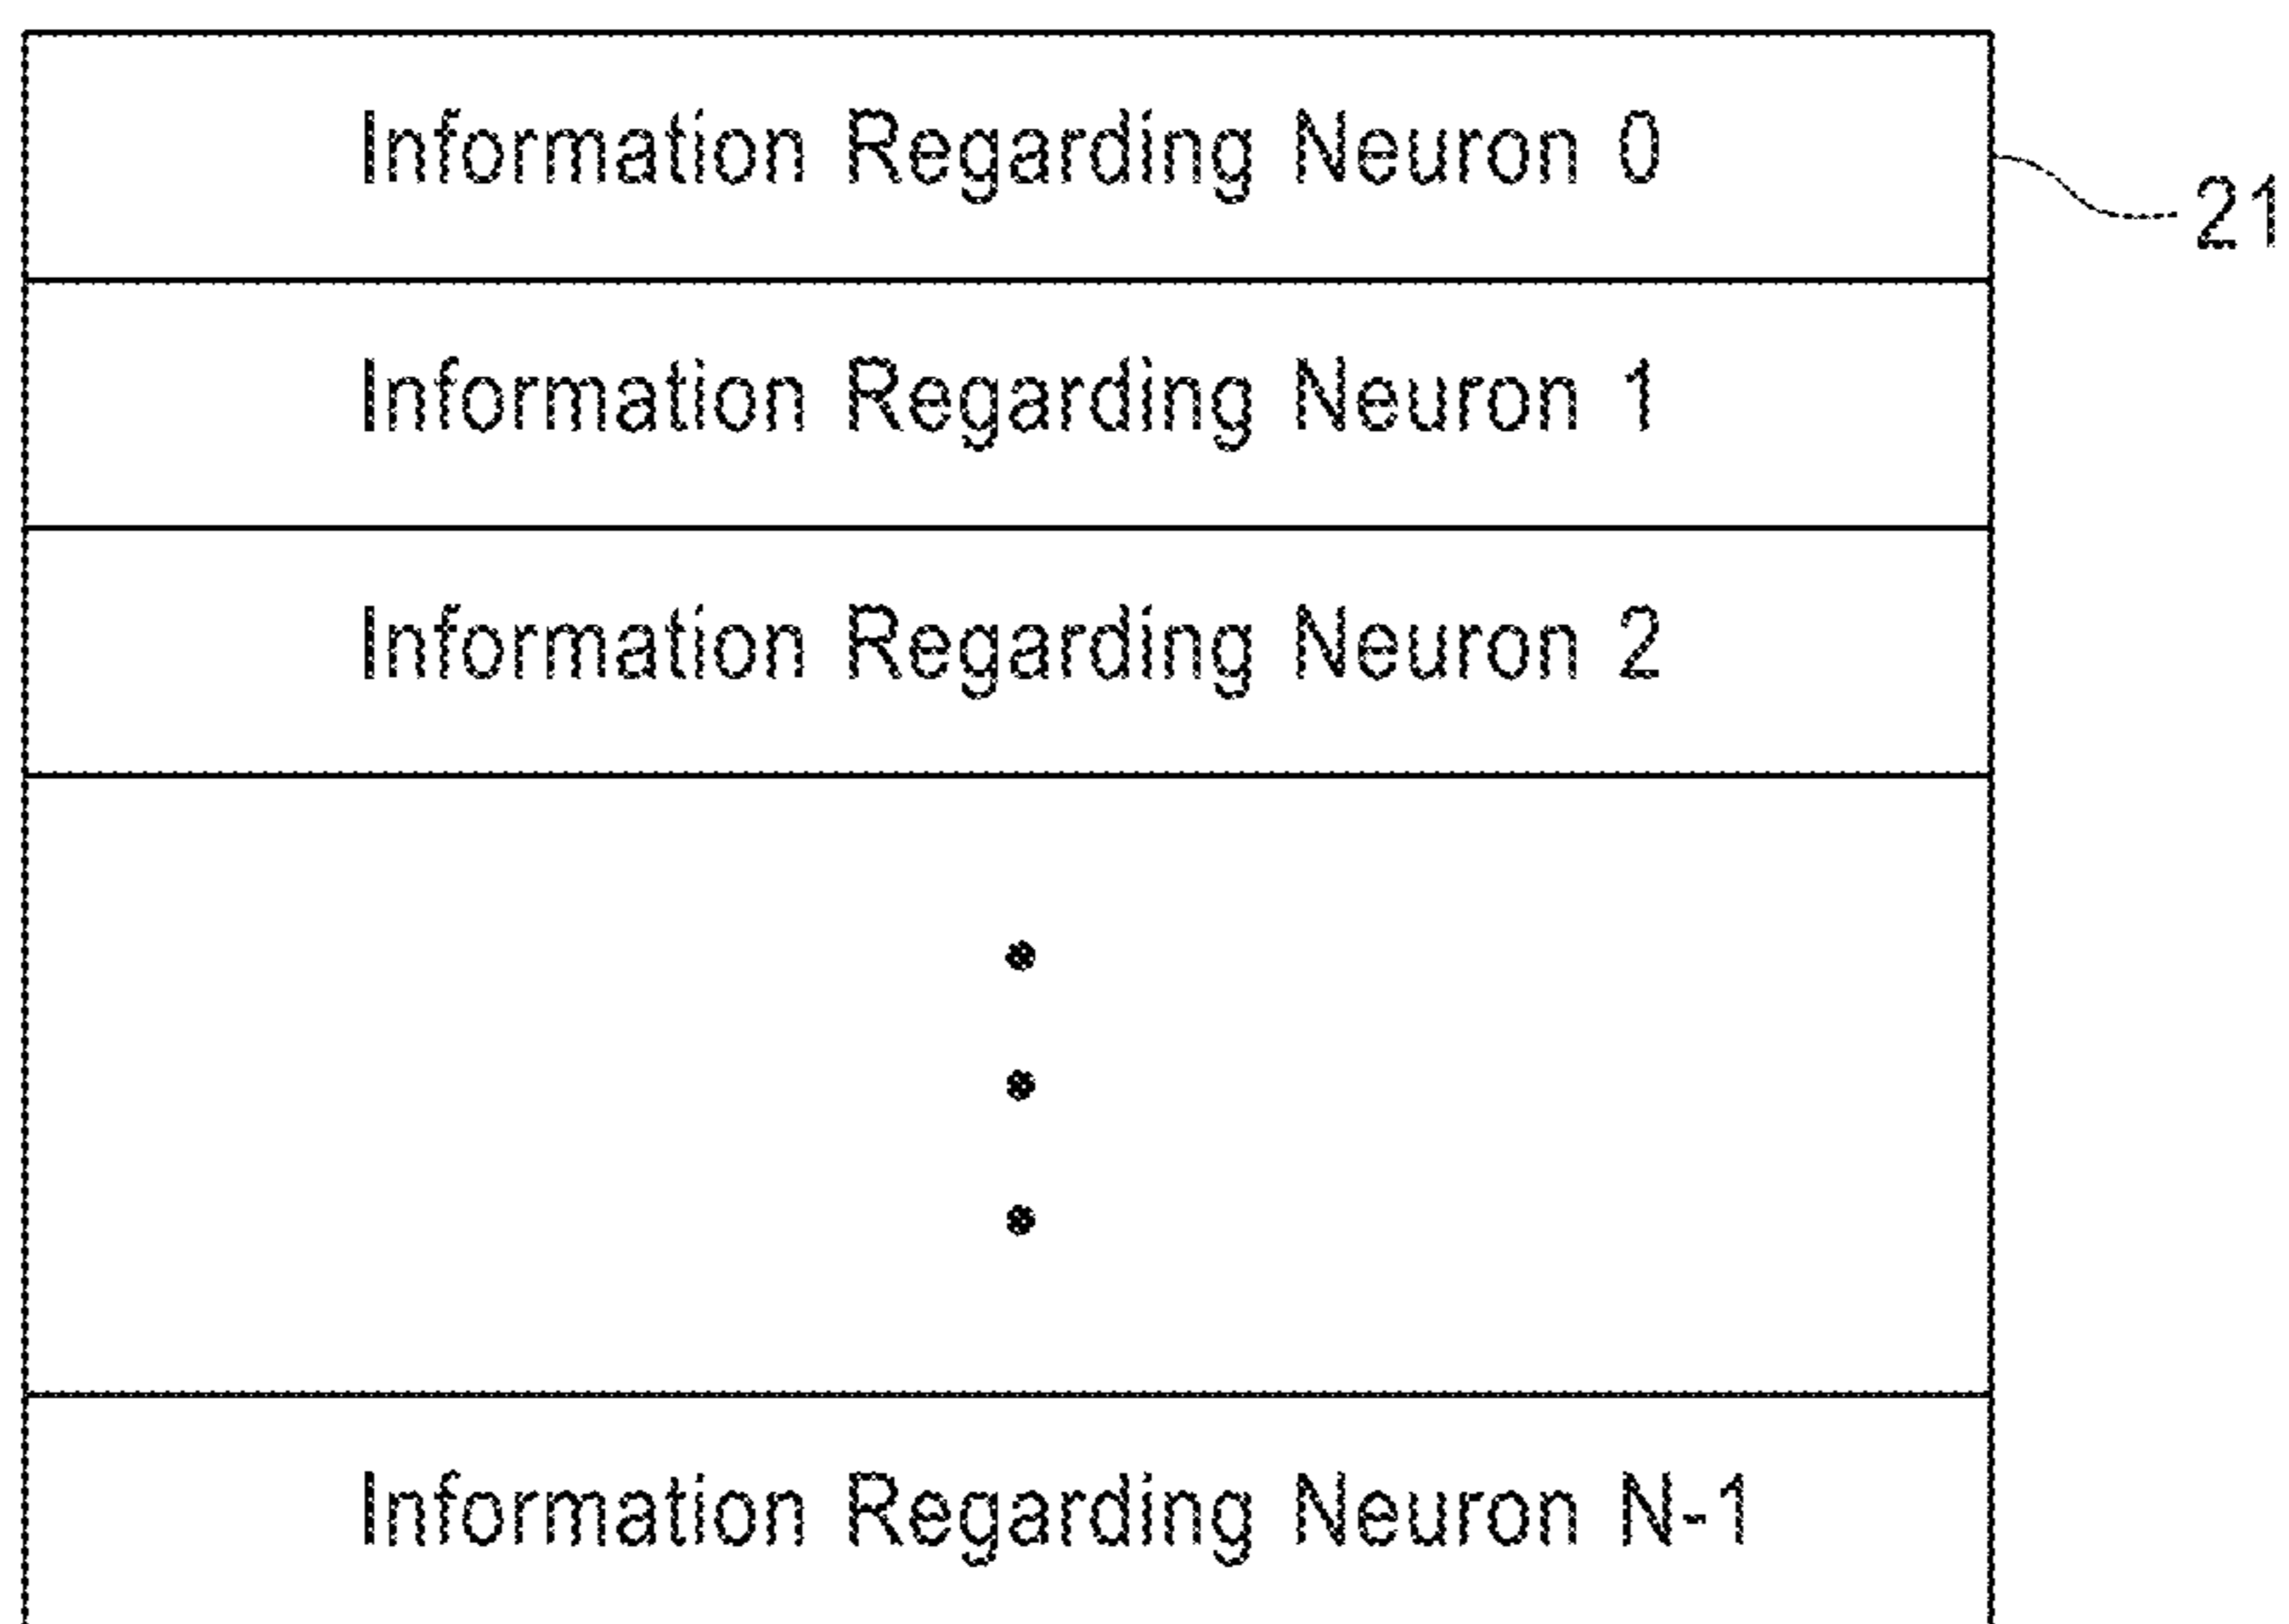 Information Regarding Neuron 0
21
Information Regarding Neuron 1
Information Regarding Neuron 2
Information Regarding Neuron N-1